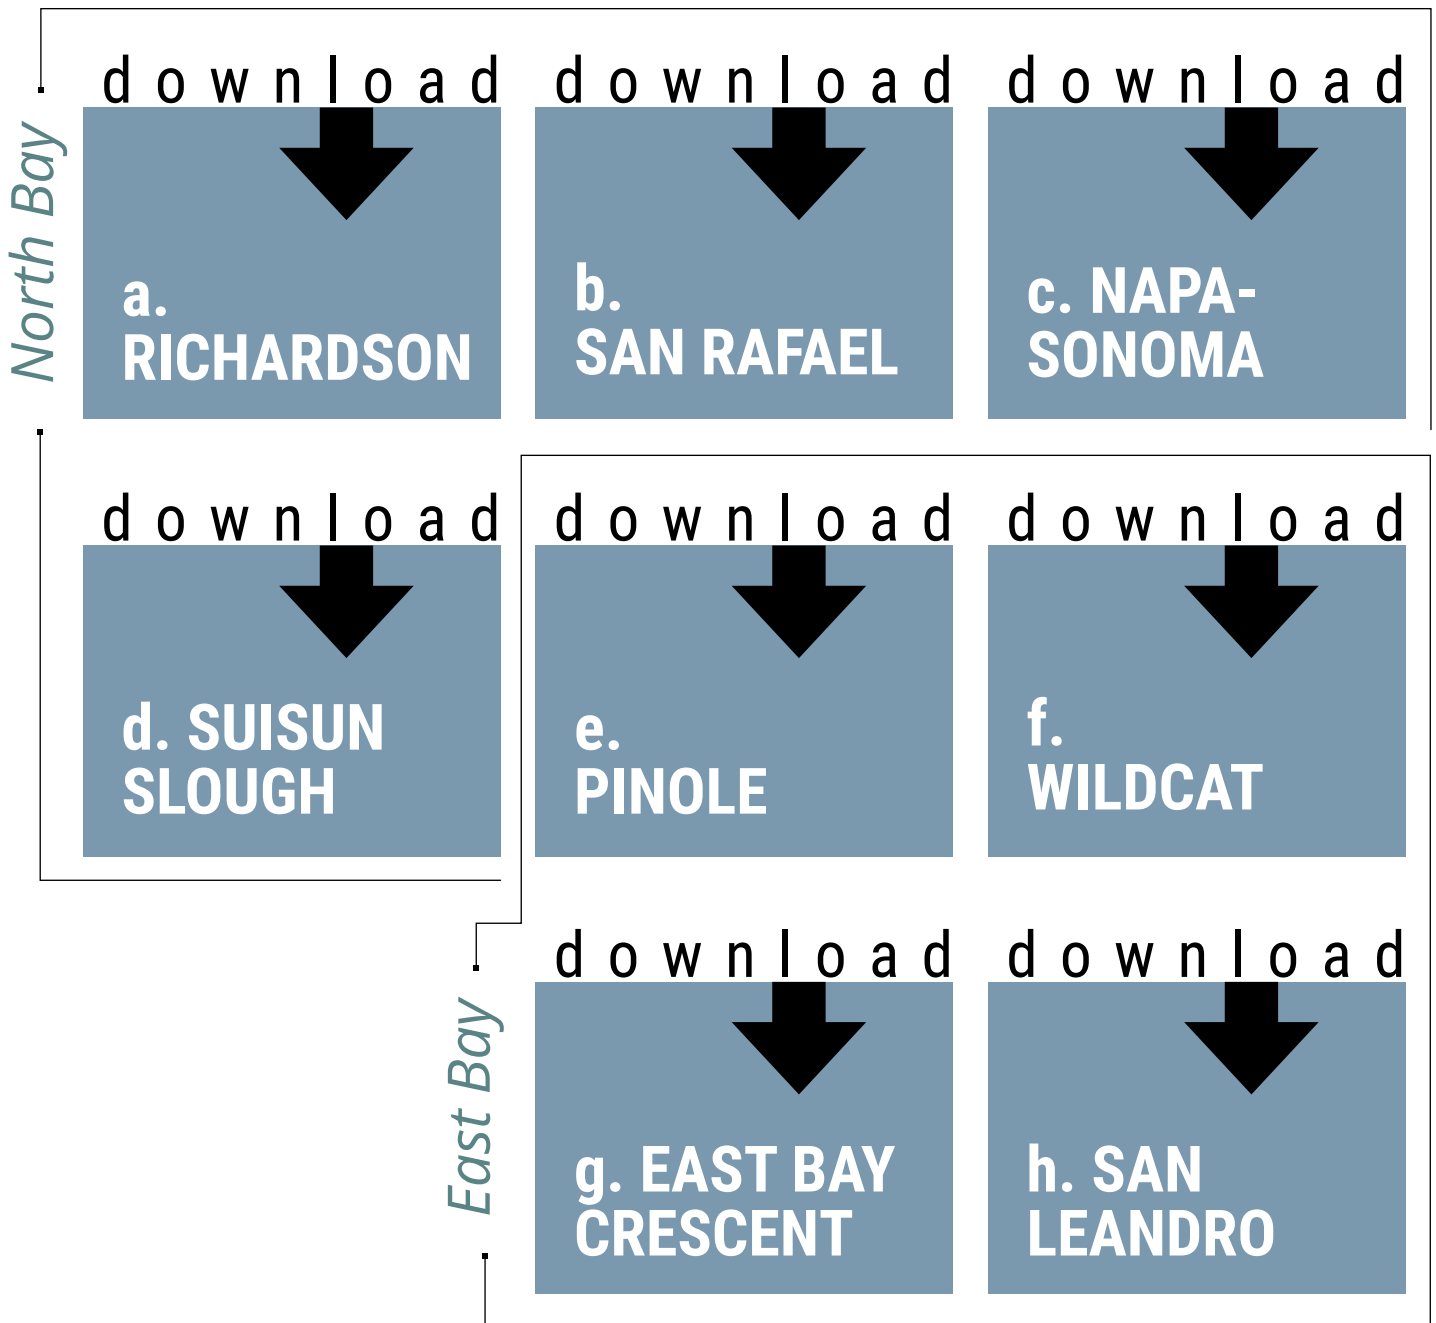 North Bay
download
a.
RICHARDSON
download
b.
SAN RAFAEL
download
c. NAPA-
SONOMA
download
d. SUISUN
SLOUGH
East Bay
download
e.
PINOLE
download
f.
WILDCAT
download
g. EAST BAY
CRESCENT
download
h. SAN
LEANDRO